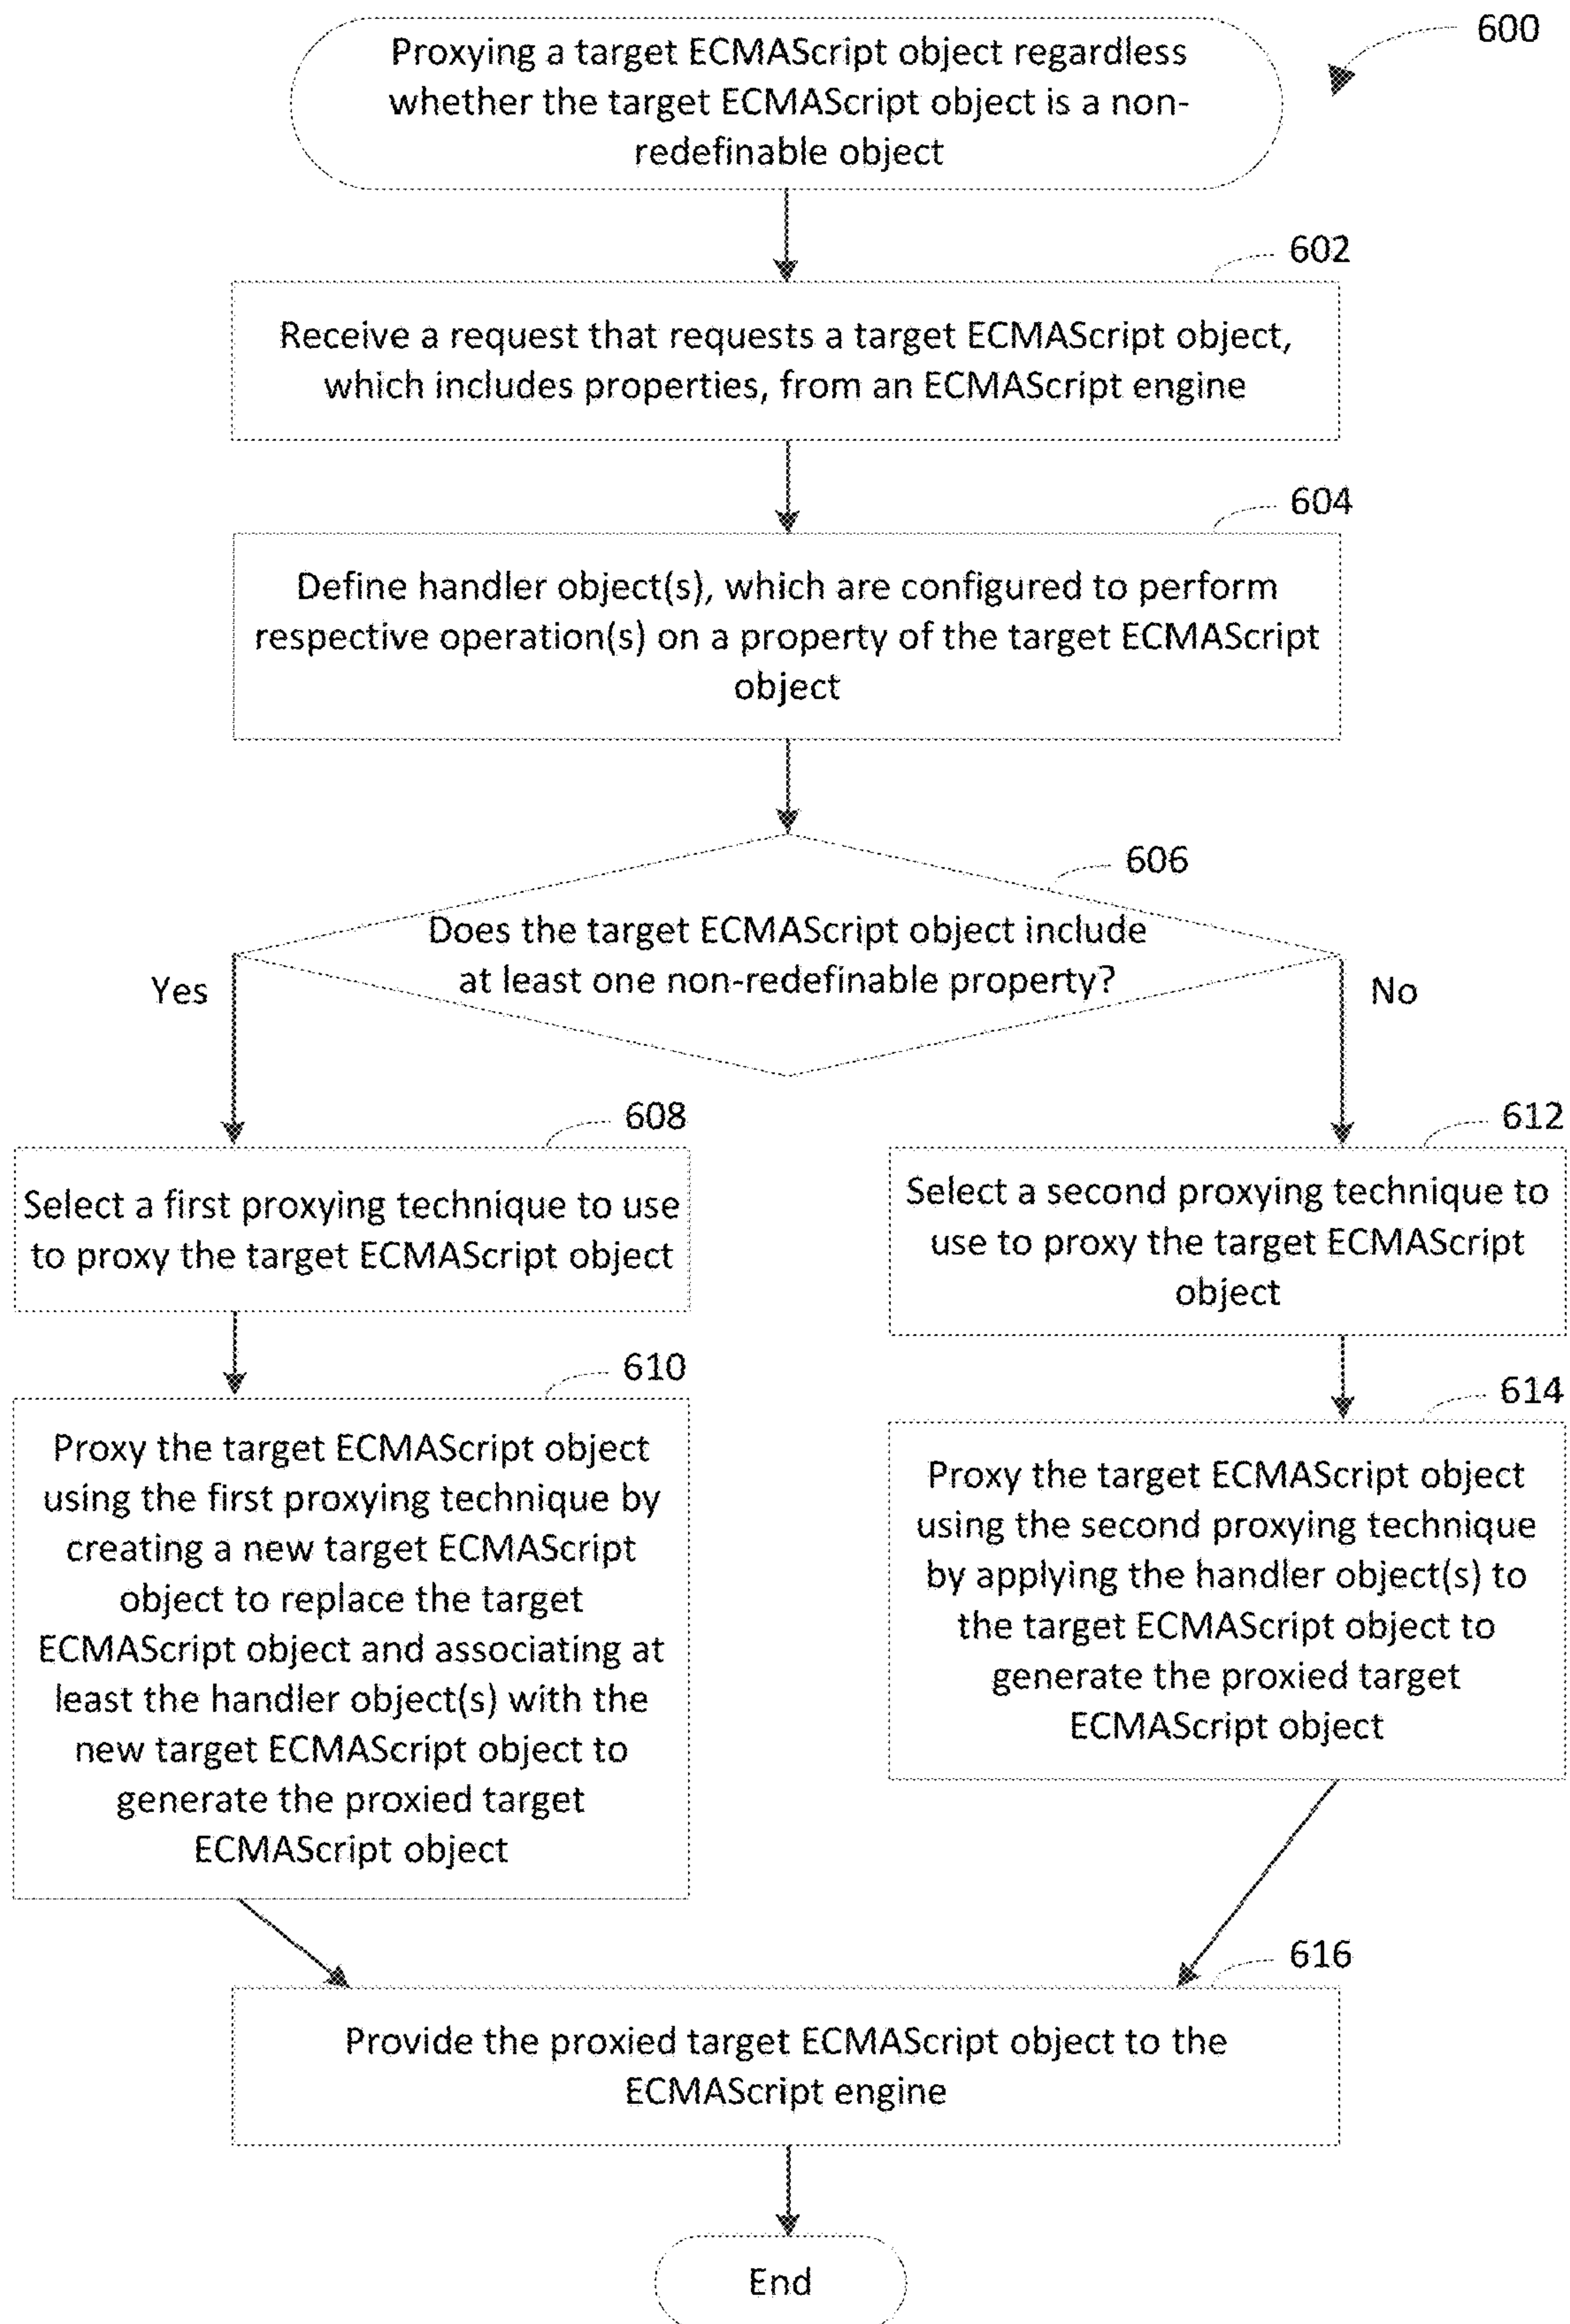 600
Proxying a target ECMAScript object regardless
whether the target ECMAScript object is a non-
redefinable object
602
Receive a request that requests a target ECMAScript object,
which includes properties, from an ECMAScript engine
604
Define handler object(s), which are configured to perform
respective operation(s) on a property of the target ECMAScript
object
606
Does the target ECMAScript object include
at least one non-redefinable property?
Yes
No
608
Select a first proxying technique to use
to proxy the target ECMAScript object
610
Proxy the target ECMAScript object
using the first proxying technique by
creating a new target ECMAScript
object to replace the target
ECMAScript object and associating at
least the handler object(s) with the
new target ECMAScript object to
generate the proxied target
ECMAScript object
612
Select a second proxying technique to
use to proxy the target ECMAScript
object
614
Proxy the target ECMAScript object
using the second proxying technique
by applying the handler object(s) to
the target ECMAScript object to
generate the proxied target
ECMAScript object
616
Provide the proxied target ECMAScript object to the
ECMAScript engine
End